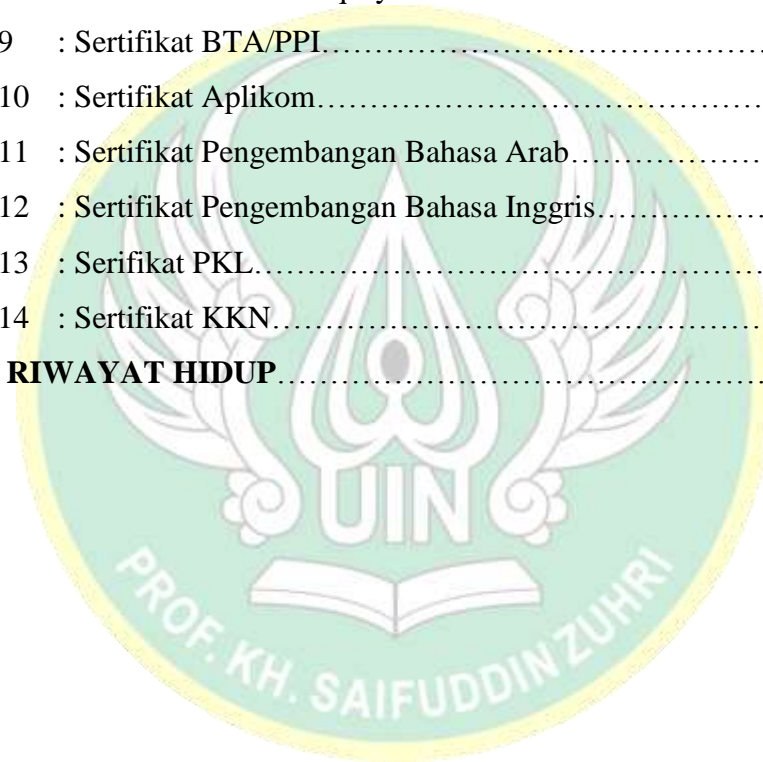 9 : Sertifikat BTA/PPI……………………………………………
10 : Sertifikat Aplikom……………………………………………
11 : Sertifikat Pengembangan Bahasa Arab…………………
12 : Sertifikat Pengembangan Bahasa Inggris………………
13 : Serifikat PKL…………………………………………………
14 : Sertifikat KKN………………………………………………
RIWAYAT HIDUP………………………………………………
UIN
PROF. KH. SAIFUDDIN ZUHRI